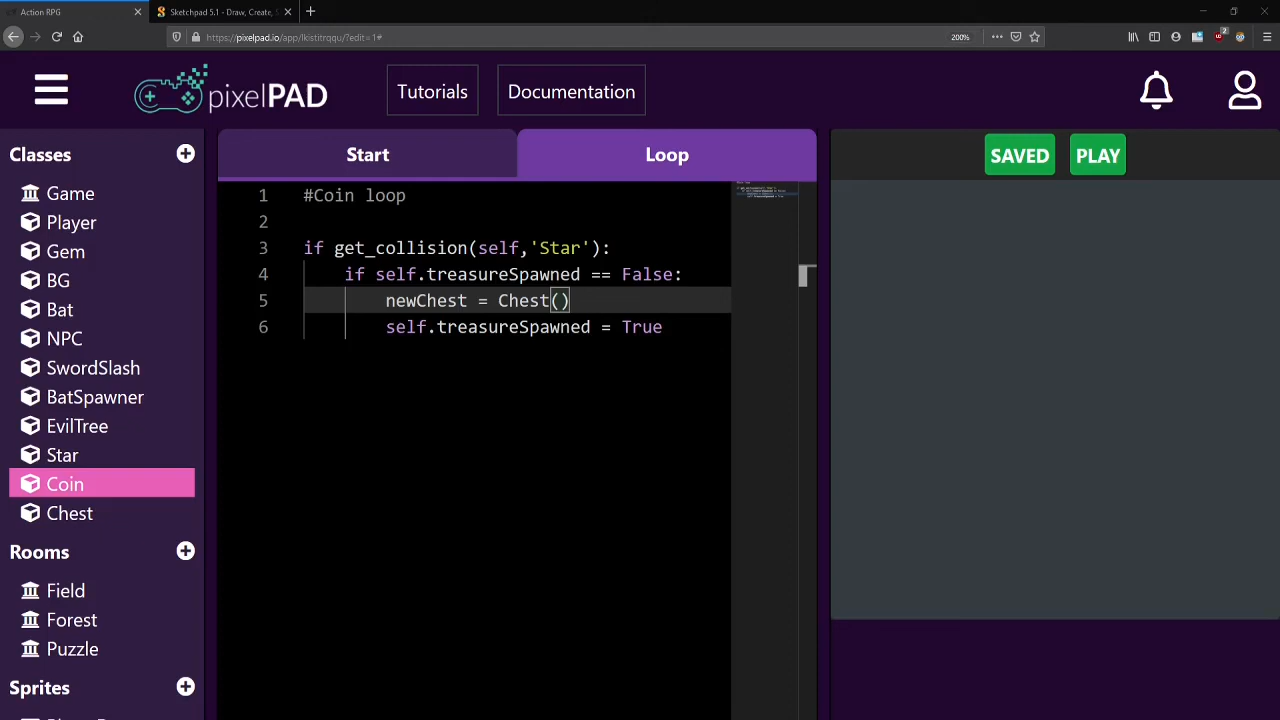 Action RPG
Sketchpad 5.1 - Draw, Create,
https://pixelpad.io/app/lkistitrqqu/?edit=1#
200%
2
pixelPAD
Tutorials
Documentation
Classes
Start
Loop
SAVED
PLAY
Game
Player
Gem
BG
Bat
NPC
SwordSlash
BatSpawner
EvilTree
Star
Coin
Chest
Rooms
Field
Forest
Puzzle
Sprites
1 #Coin loop
2
3 if get_collision(self,'Star'):
4 if self.treasureSpawned == False:
5 newChest = Chest()
6 self.treasureSpawned = True